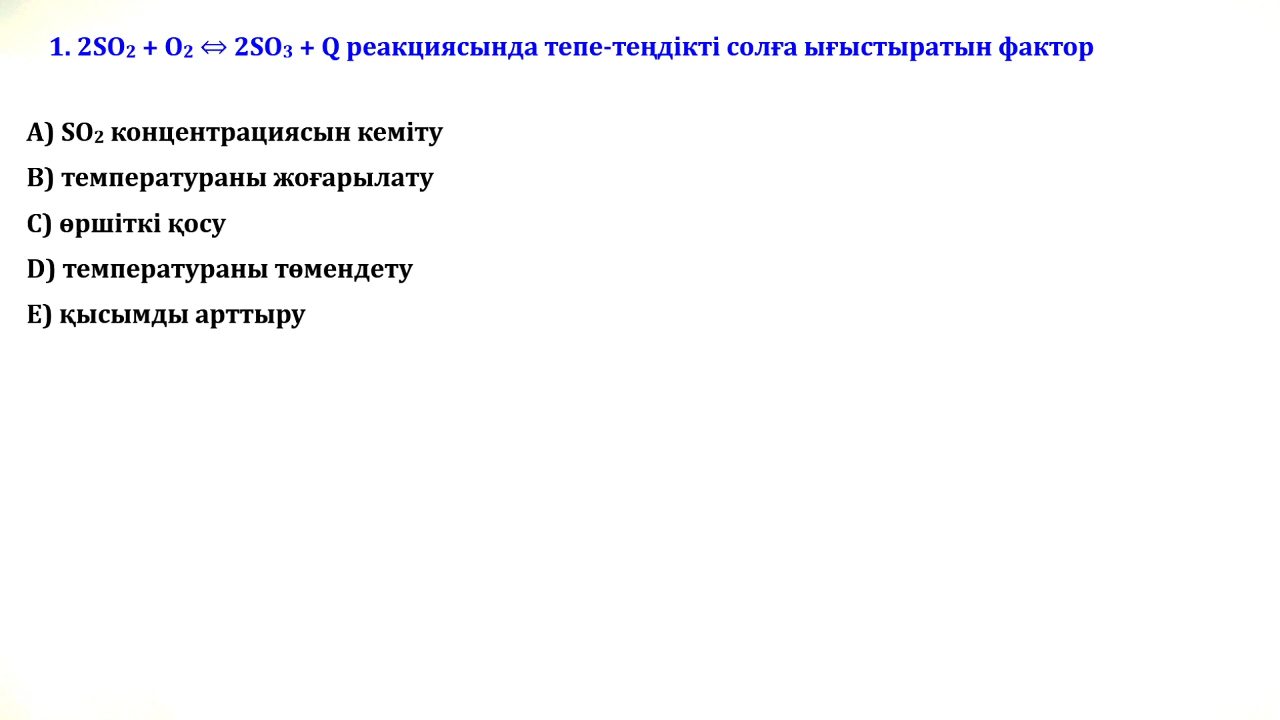 1. 2SO₂ + O₂ ⇔ 2SO₃ + Q реакциясында тепе-теңдікті солға ығыстыратын фактор
A) SO₂ концентрациясын кеміту
B) температураны жоғарылату
C) өршіткі қосу
D) температураны төмендету
E) қысымды арттыру